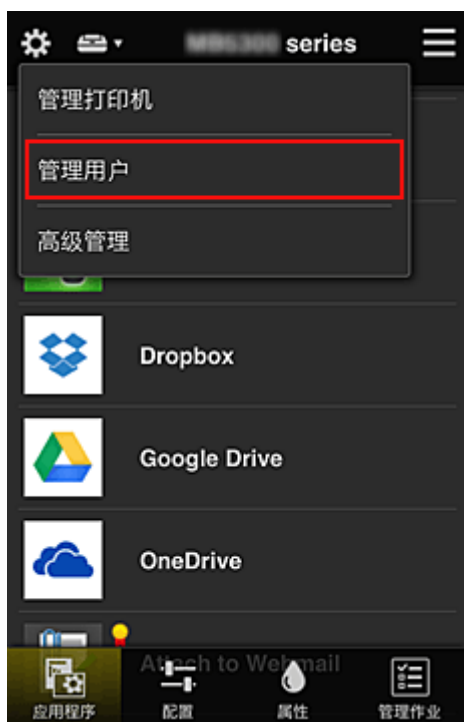 series
管理打印机
管理用户
高级管理
Dropbox
Google Drive
OneDrive
Attach to Webmail
应用程序
配置
属性
管理作业